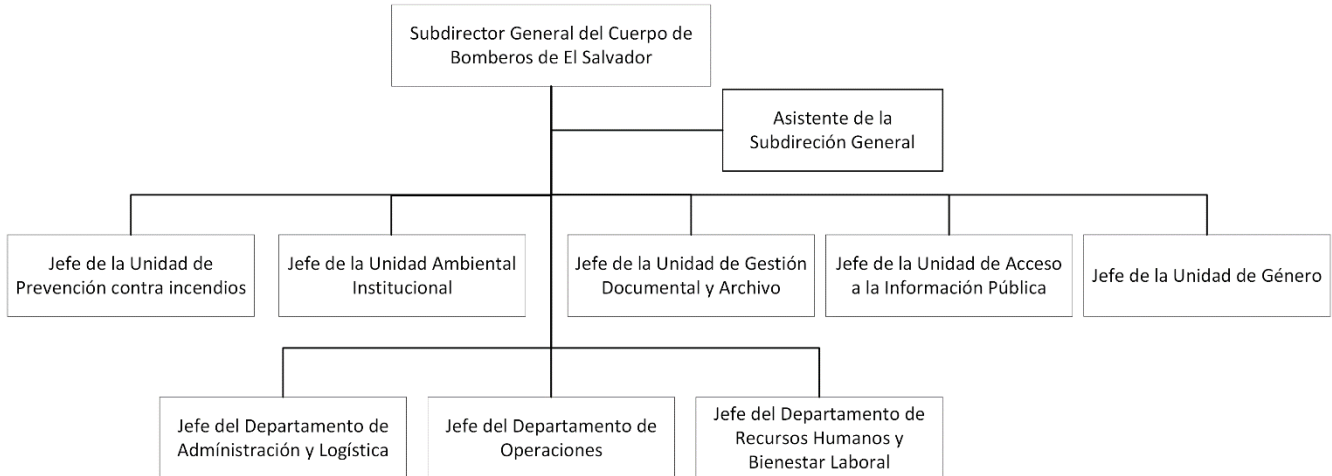 Subdirector General del Cuerpo de
Bomberos de El Salvador
Asistente de la
Subdireción General
Jefe de la Unidad de
Prevención contra incendios
Jefe de la Unidad Ambiental
Institucional
Jefe de la Unidad de Gestión
Documental y Archivo
Jefe de la Unidad de Acceso
a la Información Pública
Jefe de la Unidad de Género
Jefe del Departamento de
Admínistración y Logística
Jefe del Departamento de
Operaciones
Jefe del Departamento de
Recursos Humanos y
Bienestar Laboral